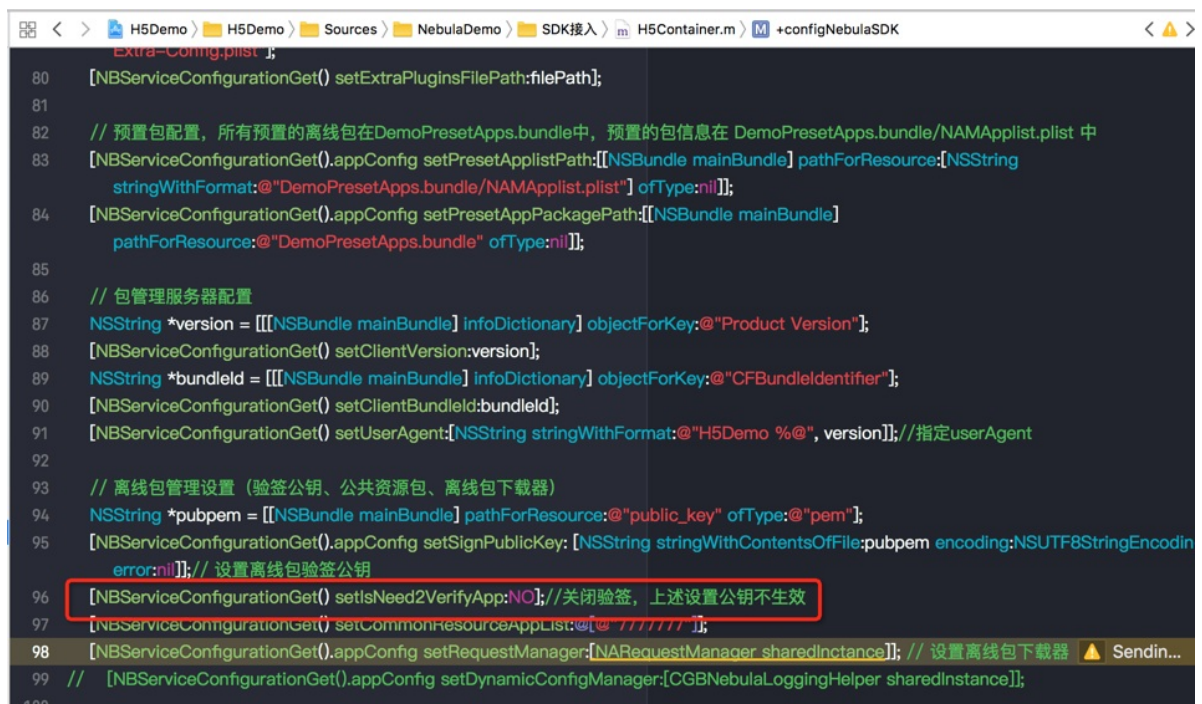 H5Demo 〉 H5Demo 〉 Sources 〉 NebulaDemo 〉 SDK接入 〉 m H5Container.m 〉 M +configNebulaSDK
Extra-Config.plist"];
80 [NBServiceConfigurationGet() setExtraPluginsFilePath:filePath];
81
82 // 预置包配置，所有预置的离线包在DemoPresetApps.bundle中，预置的包信息在 DemoPresetApps.bundle/NAMApplist.plist 中
83 [NBServiceConfigurationGet().appConfig setPresetApplistPath:[[NSBundle mainBundle] pathForResource:[NSString
stringWithFormat:@"DemoPresetApps.bundle/NAMApplist.plist"] ofType:nil]];
84 [NBServiceConfigurationGet().appConfig setPresetAppPackagePath:[[NSBundle mainBundle]
pathForResource:@"DemoPresetApps.bundle" ofType:nil]];
85
86 // 包管理服务器配置
87 NSString *version = [[[NSBundle mainBundle] infoDictionary] objectForKey:@"Product Version"];
88 [NBServiceConfigurationGet() setClientVersion:version];
89 NSString *bundleId = [[[NSBundle mainBundle] infoDictionary] objectForKey:@"CFBundleIdentifier"];
90 [NBServiceConfigurationGet() setClientBundleId:bundleId];
91 [NBServiceConfigurationGet() setUserAgent:[NSString stringWithFormat:@"H5Demo %@", version]];//指定userAgent
92
93 // 离线包管理设置（验签公钥、公共资源包、离线包下载器）
94 NSString *pubpem = [[NSBundle mainBundle] pathForResource:@"public_key" ofType:@"pem"];
95 [NBServiceConfigurationGet().appConfig setSignPublicKey: [NSString stringWithContentsOfFile:pubpem encoding:NSUTF8StringEncodin
error:nil]];// 设置离线包验签公钥
96 [NBServiceConfigurationGet() setIsNeed2VerifyApp:NO];//关闭验签，上述设置公钥不生效
97 [NBServiceConfigurationGet() setCommonResourceAppList:@[@"7777777"]];
98 [NBServiceConfigurationGet().appConfig setRequestManager:[NARequestManager sharedInctance]]; // 设置离线包下载器 Sendin...
99 // [NBServiceConfigurationGet().appConfig setDynamicConfigManager:[CGBNebulaLoggingHelper sharedInstance]];